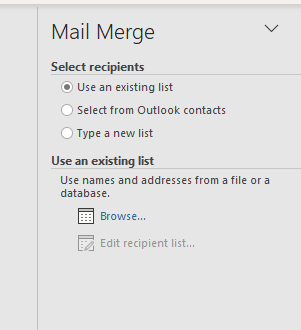 Mail Merge
Select recipients
Use an existing list
Select from Outlook contacts
Type a new list
Use an existing list
Use names and addresses from a file or a
database.
Browse...
Edit recipient list...